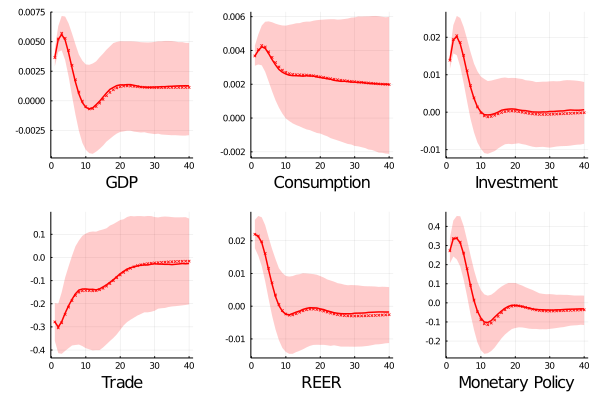 0.0075
0.0050
0.0025
0.0000
-0.0025
0 10 20 30 40
GDP
0.006
0.004
0.002
0.000
-0.002
0 10 20 30 40
Consumption
0.02
0.01
0.00
-0.01
0 10 20 30 40
Investment
0.1
0.0
-0.1
-0.2
-0.3
-0.4
0 10 20 30 40
Trade
0.02
0.01
0.00
-0.01
0 10 20 30 40
REER
0.4
0.3
0.2
0.1
0.0
-0.1
-0.2
0 10 20 30 40
Monetary Policy